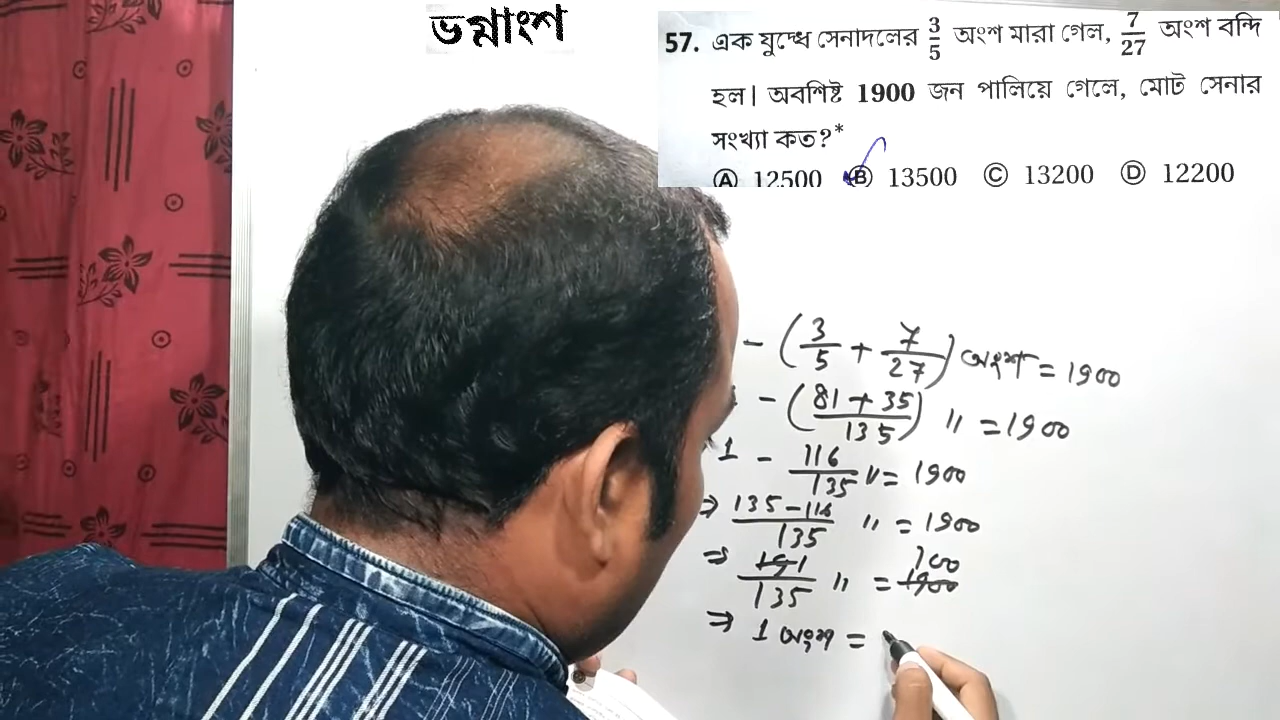 ভগ্নাংশ
57. এক যুদ্ধে সেনাদলের 3/5 অংশ মারা গেল, 7/27 অংশ বন্দি
হল। অবশিষ্ট 1900 জন পালিয়ে গেলে, মোট সেনার
সংখ্যা কত?*
Ⓐ 12500 Ⓑ 13500 Ⓒ 13200 Ⓓ 12200
- (3/5 + 7/27) অংশ = 1900
- (81 + 35/135) " = 1900
1 - 116/135 " = 1900
⇒ 135 - 116/135 " = 1900
⇒ 19 1/135 " = 1900 100
⇒ 1 অংশ =